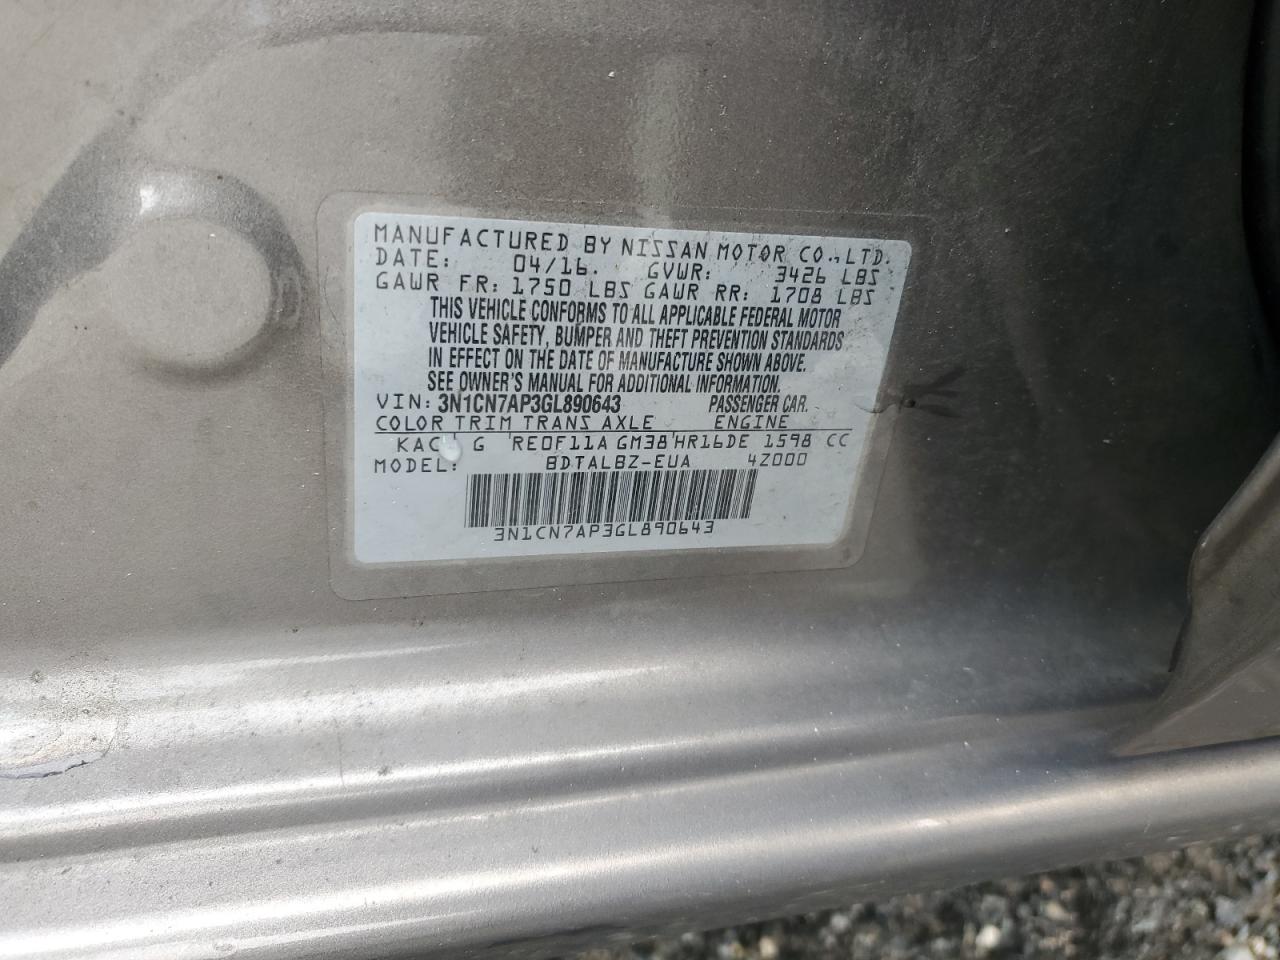 MANUFACTURED BY NISSAN MOTOR CO.,LTD.
DATE: 04/16. GVWR: 3426 LBS
GAWR FR: 1750 LBS GAWR RR: 1708 LBS
THIS VEHICLE CONFORMS TO ALL APPLICABLE FEDERAL MOTOR
VEHICLE SAFETY, BUMPER AND THEFT PREVENTION STANDARDS
IN EFFECT ON THE DATE OF MANUFACTURE SHOWN ABOVE.
SEE OWNER'S MANUAL FOR ADDITIONAL INFORMATION.
VIN: 3N1CN7AP3GL890643 PASSENGER CAR.
COLOR TRIM TRANS AXLE ENGINE
KAC G RE0F11A GM38 HR16DE 1598 CC
MODEL: BDTALBZ-EUA 4Z000
3N1CN7AP3GL890643